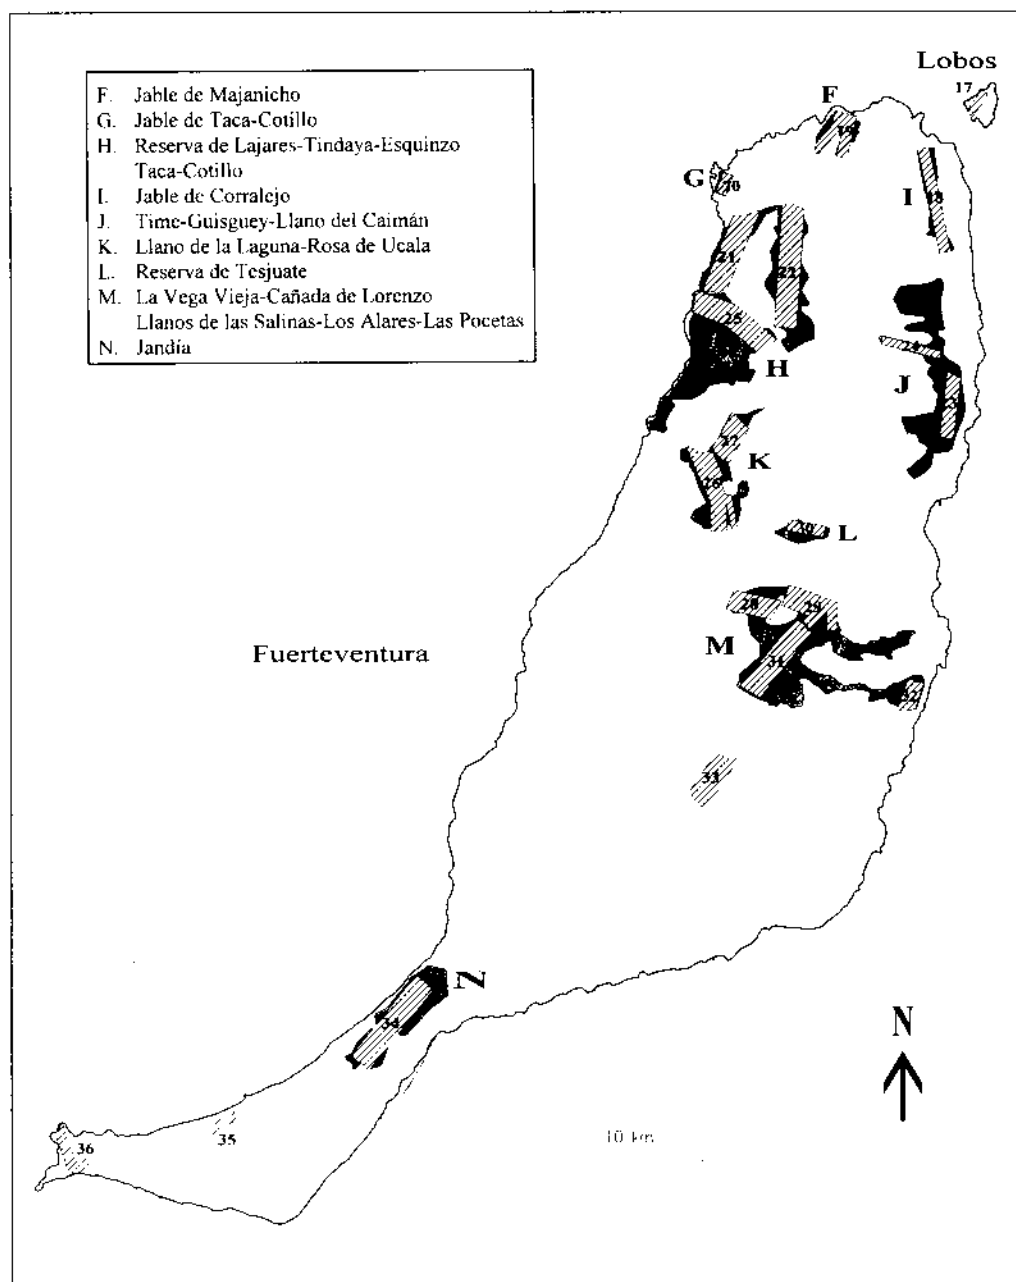 Lobos
17
F. Jable de Majanicho
G. Jable de Taca-Cotillo
H. Reserva de Lajares-Tindaya-Esquinzo
Taca-Cotillo
I. Jable de Corralejo
J. Time-Guisguey-Llano del Caimán
K. Llano de la Laguna-Rosa de Ucala
L. Reserva de Tesjuate
M. La Vega Vieja-Cañada de Lorenzo
Llanos de las Salinas-Los Alares-Las Pocetas
N. Jandía
F
19
G
20
I
18
21
22
25
24
H
J
27
K
26
30
L
28
29
Fuerteventura
M
31
32
33
N
34
N
35
36
10 km